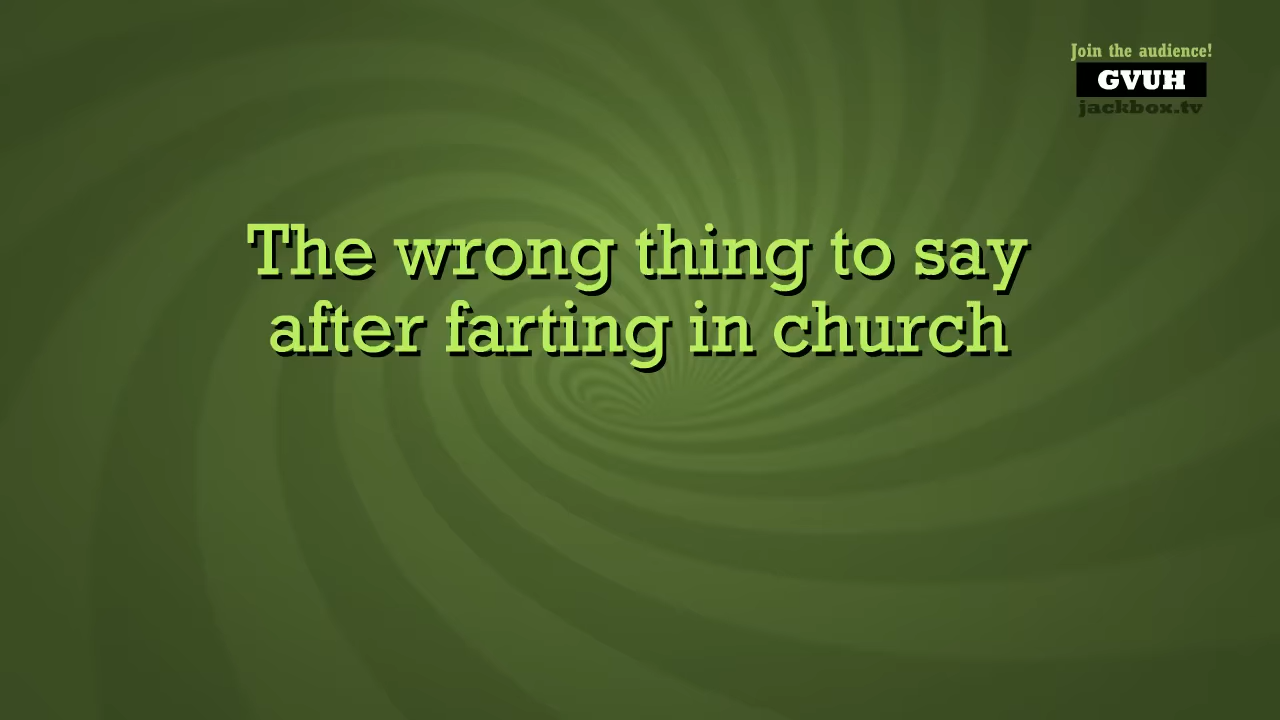 Join the audience!
GVUH
jackbox.tv
The wrong thing to say
after farting in church